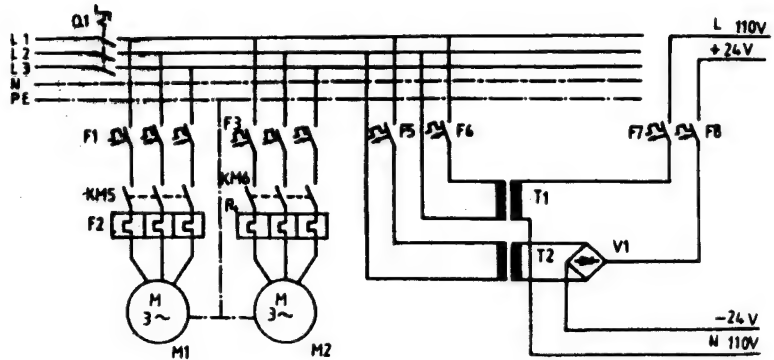 Q1
L 110V
L1
+24V
L2
L3
N
PE
F1
F3
F5
F6
F7
F8
KM5
KM6
T1
F2
T2
V1
M
3~
M
3~
M1
M2
-24V
N 110V